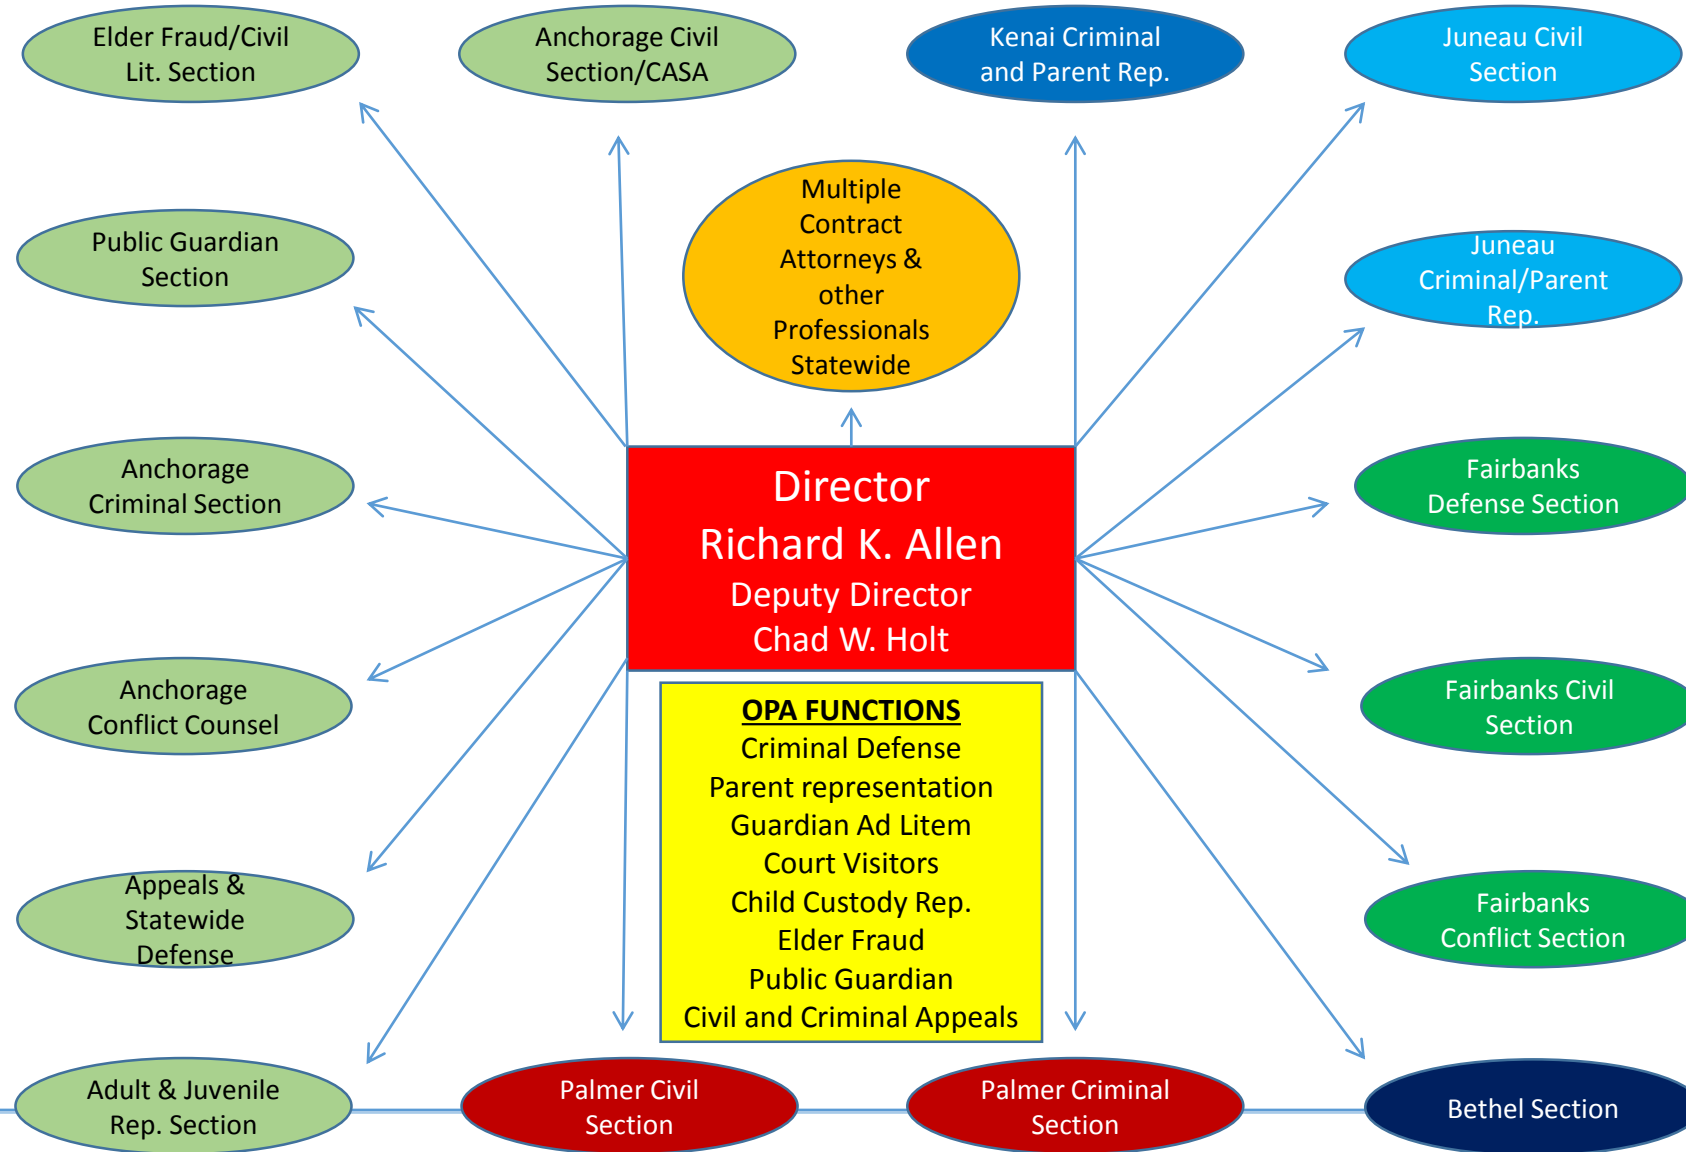 Elder Fraud/Civil
Lit. Section
Anchorage Civil
Section/CASA
Kenai Criminal
and Parent Rep.
Juneau Civil
Section
Multiple
Contract
Attorneys &
other
Professionals
Statewide
Public Guardian
Section
Juneau
Criminal/Parent
Rep.
Anchorage
Criminal Section
Director
Richard K. Allen
Deputy Director
Chad W. Holt
Fairbanks
Defense Section
Anchorage
Conflict Counsel
OPA FUNCTIONS
Criminal Defense
Parent representation
Guardian Ad Litem
Court Visitors
Child Custody Rep.
Elder Fraud
Public Guardian
Civil and Criminal Appeals
Fairbanks Civil
Section
Appeals &
Statewide
Defense
Fairbanks
Conflict Section
Adult & Juvenile
Rep. Section
Palmer Civil
Section
Palmer Criminal
Section
Bethel Section